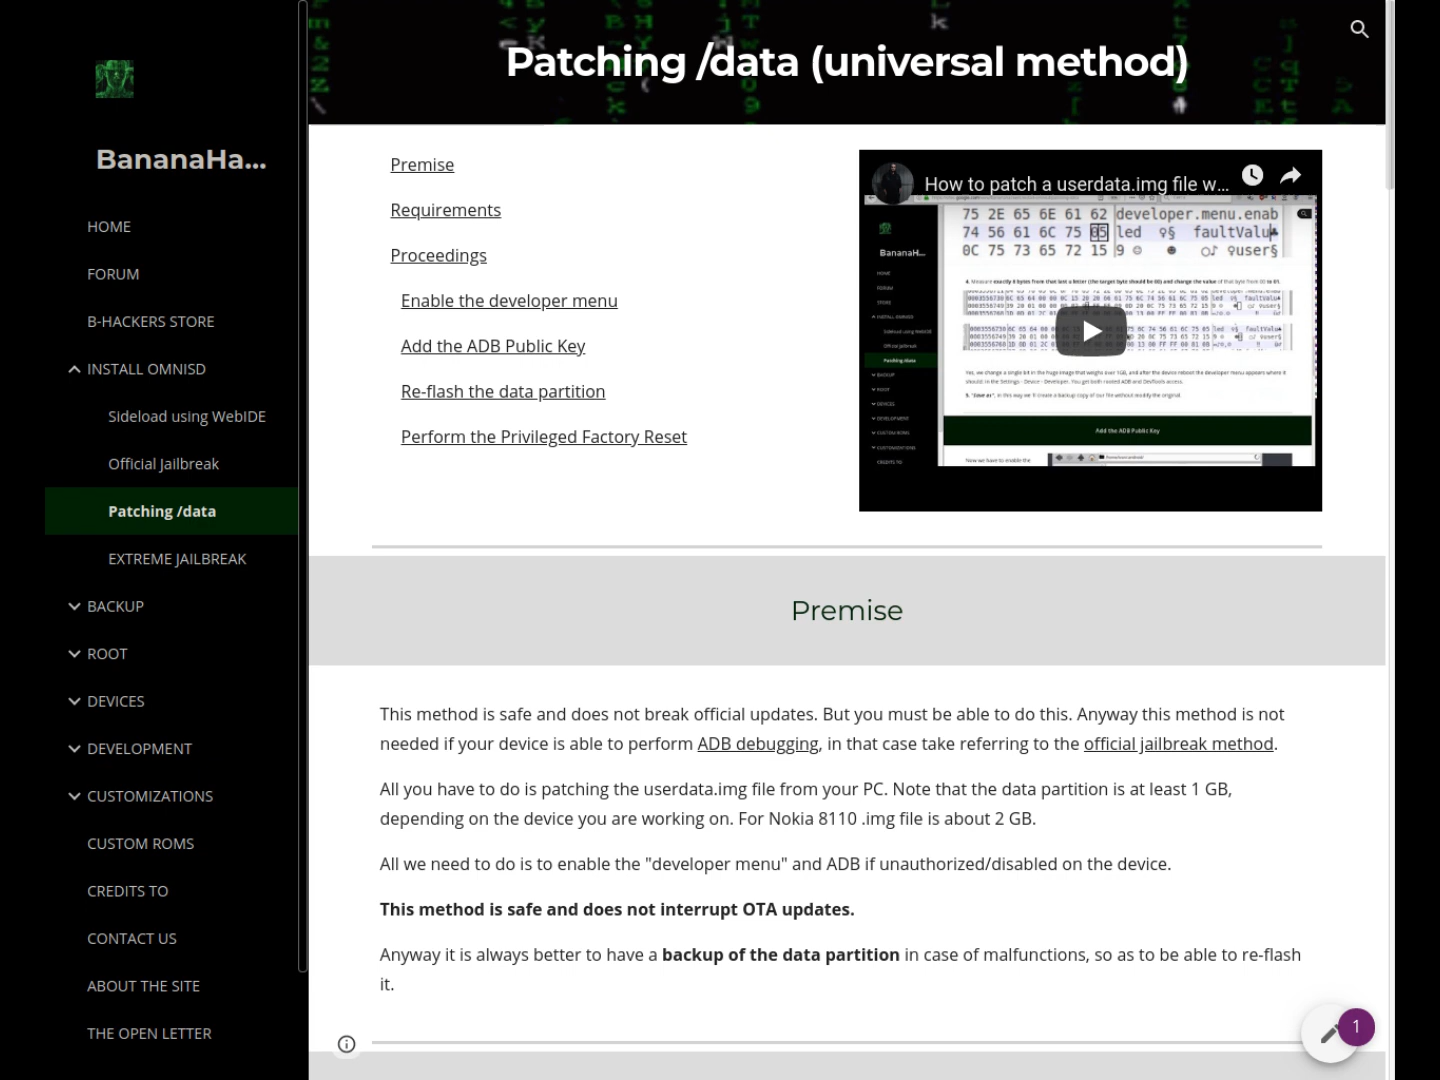 Patching /data (universal method)
BananaHa...
HOME
FORUM
B-HACKERS STORE
INSTALL OMNISD
Sideload using WebIDE
Official Jailbreak
Patching /data
EXTREME JAILBREAK
BACKUP
ROOT
DEVICES
DEVELOPMENT
CUSTOMIZATIONS
CUSTOM ROMS
CREDITS TO
CONTACT US
ABOUT THE SITE
THE OPEN LETTER
Premise
Requirements
Proceedings
Enable the developer menu
Add the ADB Public Key
Re-flash the data partition
Perform the Privileged Factory Reset
How to patch a userdata.img file w...
75 2E 65 6E 61 62 developer.menu.enab
74 56 61 6C 75 05 led faultValu
0C 75 73 65 72 15 user§
BananaH...
Add the ADB Public Key
Premise
This method is safe and does not break official updates. But you must be able to do this. Anyway this method is not
needed if your device is able to perform ADB debugging, in that case take referring to the official jailbreak method.
All you have to do is patching the userdata.img file from your PC. Note that the data partition is at least 1 GB,
depending on the device you are working on. For Nokia 8110 .img file is about 2 GB.
All we need to do is to enable the "developer menu" and ADB if unauthorized/disabled on the device.
This method is safe and does not interrupt OTA updates.
Anyway it is always better to have a backup of the data partition in case of malfunctions, so as to be able to re-flash
it.
1